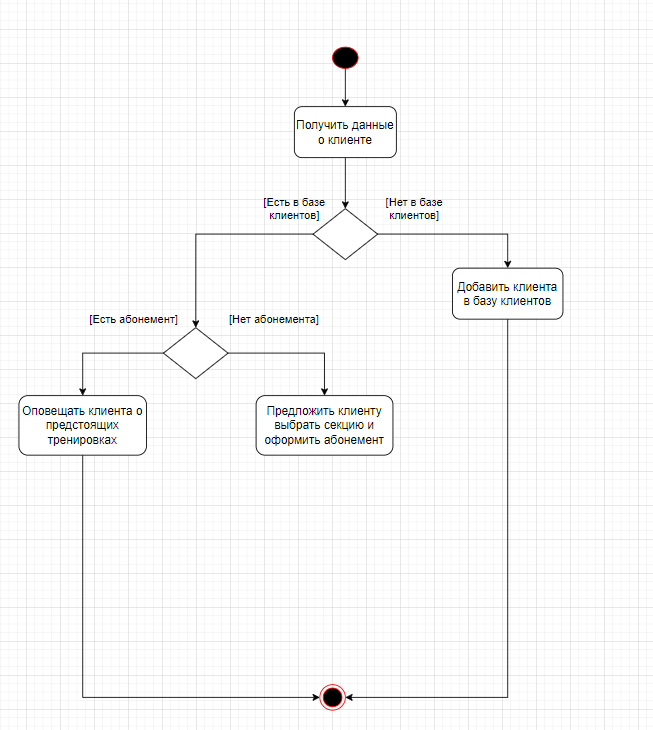 Получить данные
о клиенте
[Есть в базе
клиентов]
[Нет в базе
клиентов]
Добавить клиента
в базу клиентов
[Есть абонемент]
[Нет абонемента]
Оповещать клиента о
предстоящих
тренировках
Предложить клиенту
выбрать секцию и
оформить абонемент